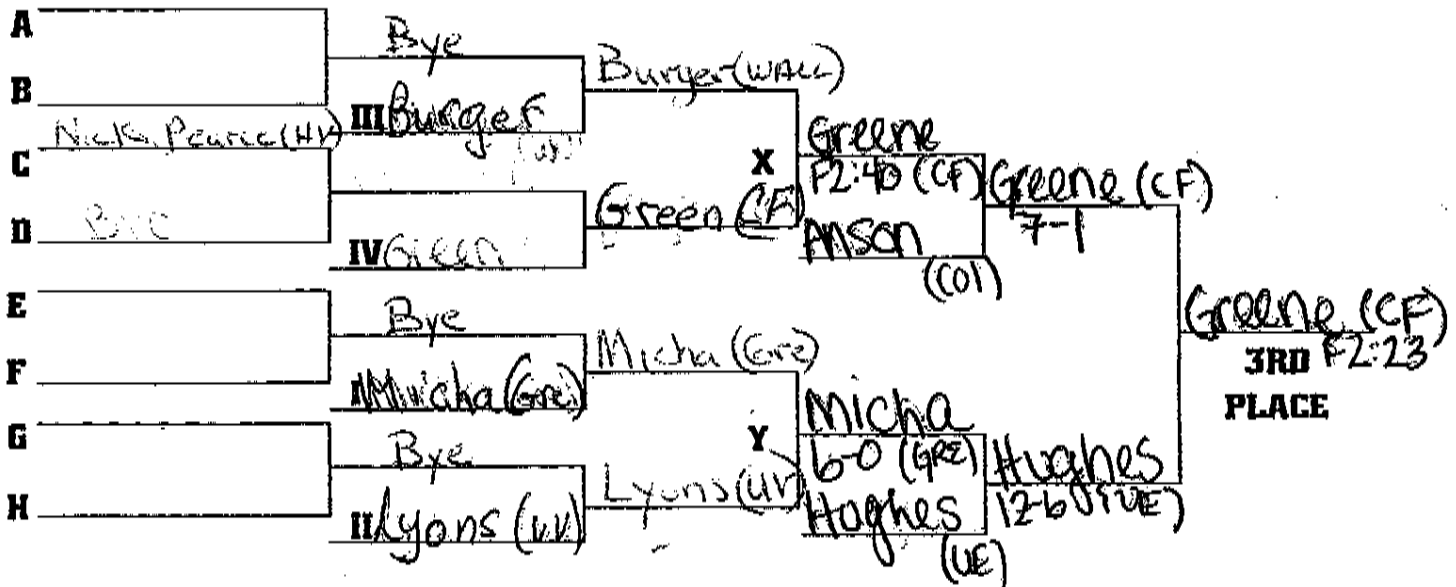 A
Bye
B
Burger (WALL)
III Burger
Nick Pearce (HV)
C
Greene
X
F2:40 (CF)
Greene (CF)
7-1
D
Bye
Green (CF)
Anson
(COL)
IV Green
E
Bye
Greene (CF)
F2:23
3RD
PLACE
F
Micha (Gre)
Micha (Gre)
G
Bye
Y
Micha
6-0 (GRE)
Hughes
12-6 (UE)
H
Lyons (UV)
II Lyons (UV)
Hughes
(UE)